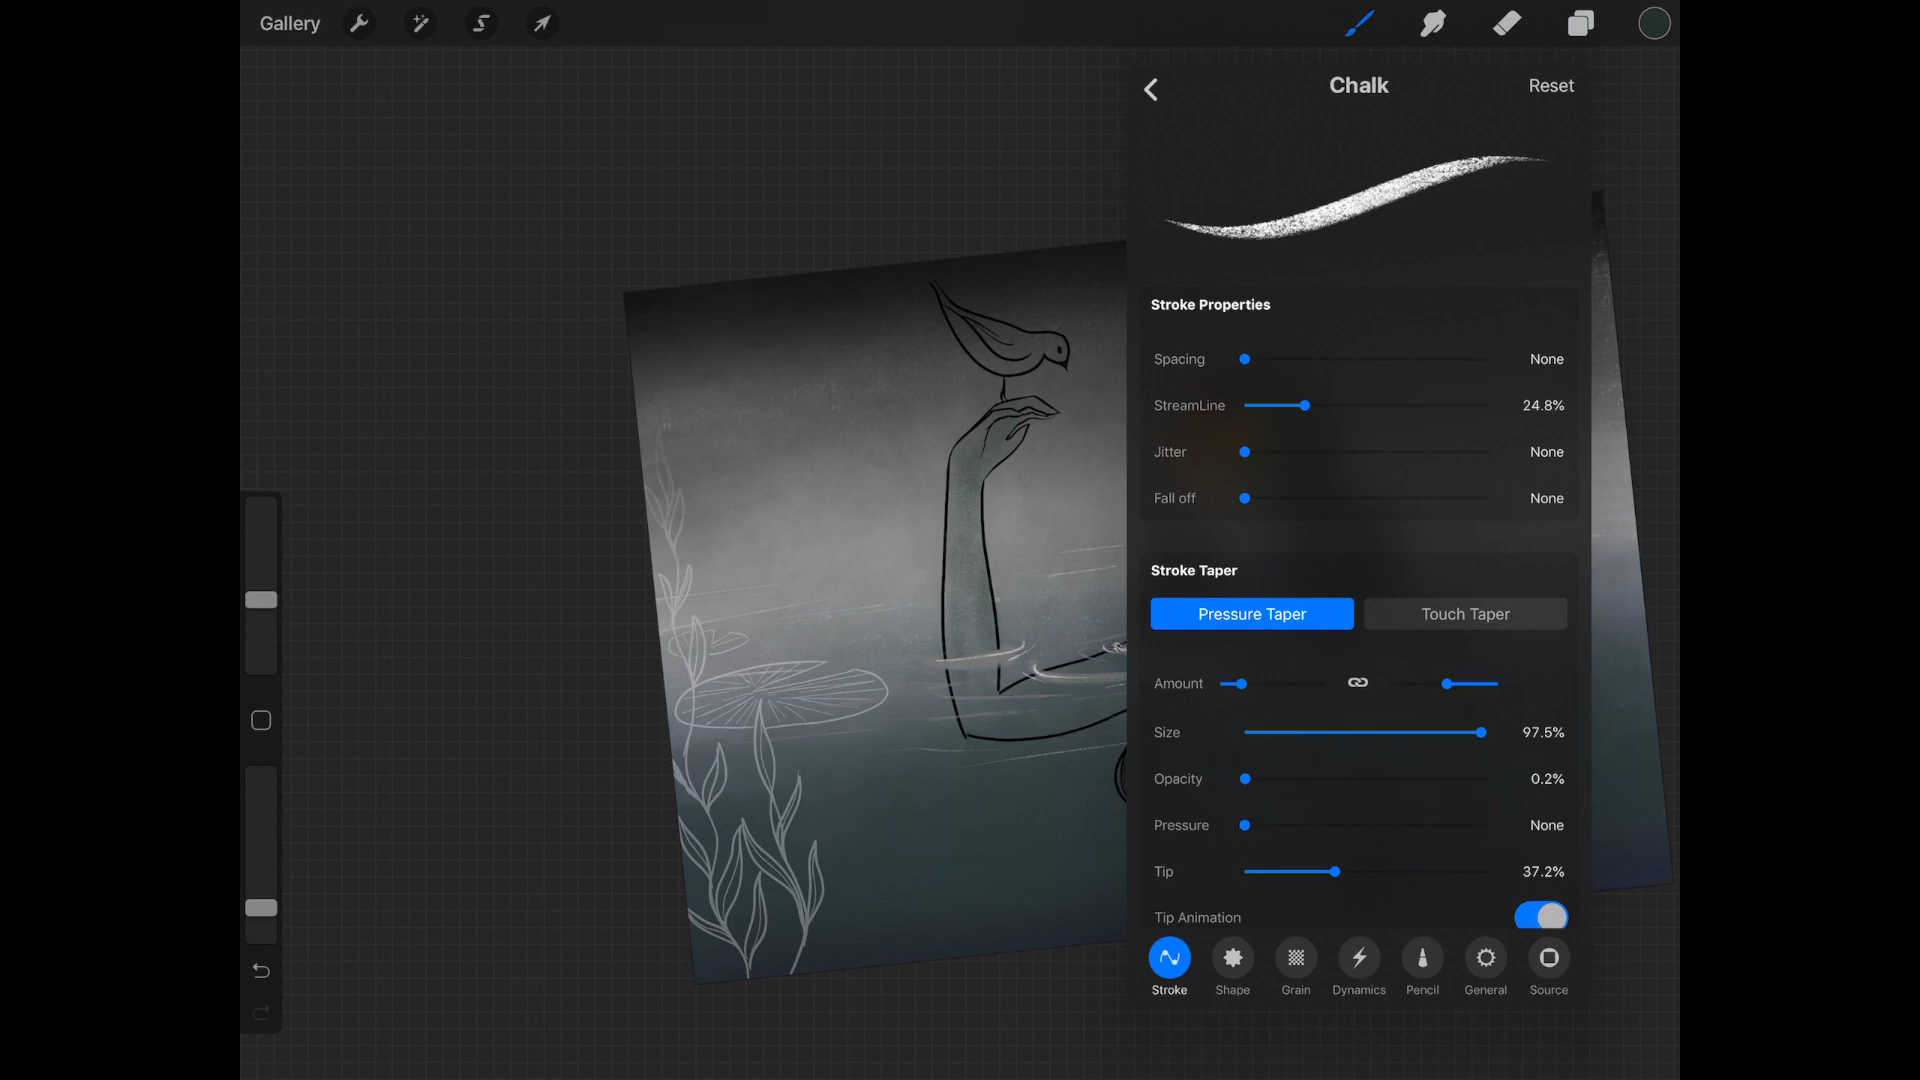 Gallery
Chalk
Reset
Stroke Properties
Spacing None
StreamLine 24.8%
Jitter None
Fall off None
Stroke Taper
Pressure Taper Touch Taper
Amount
Size 97.5%
Opacity 0.2%
Pressure None
Tip 37.2%
Tip Animation
Stroke Shape Grain Dynamics Pencil General Source